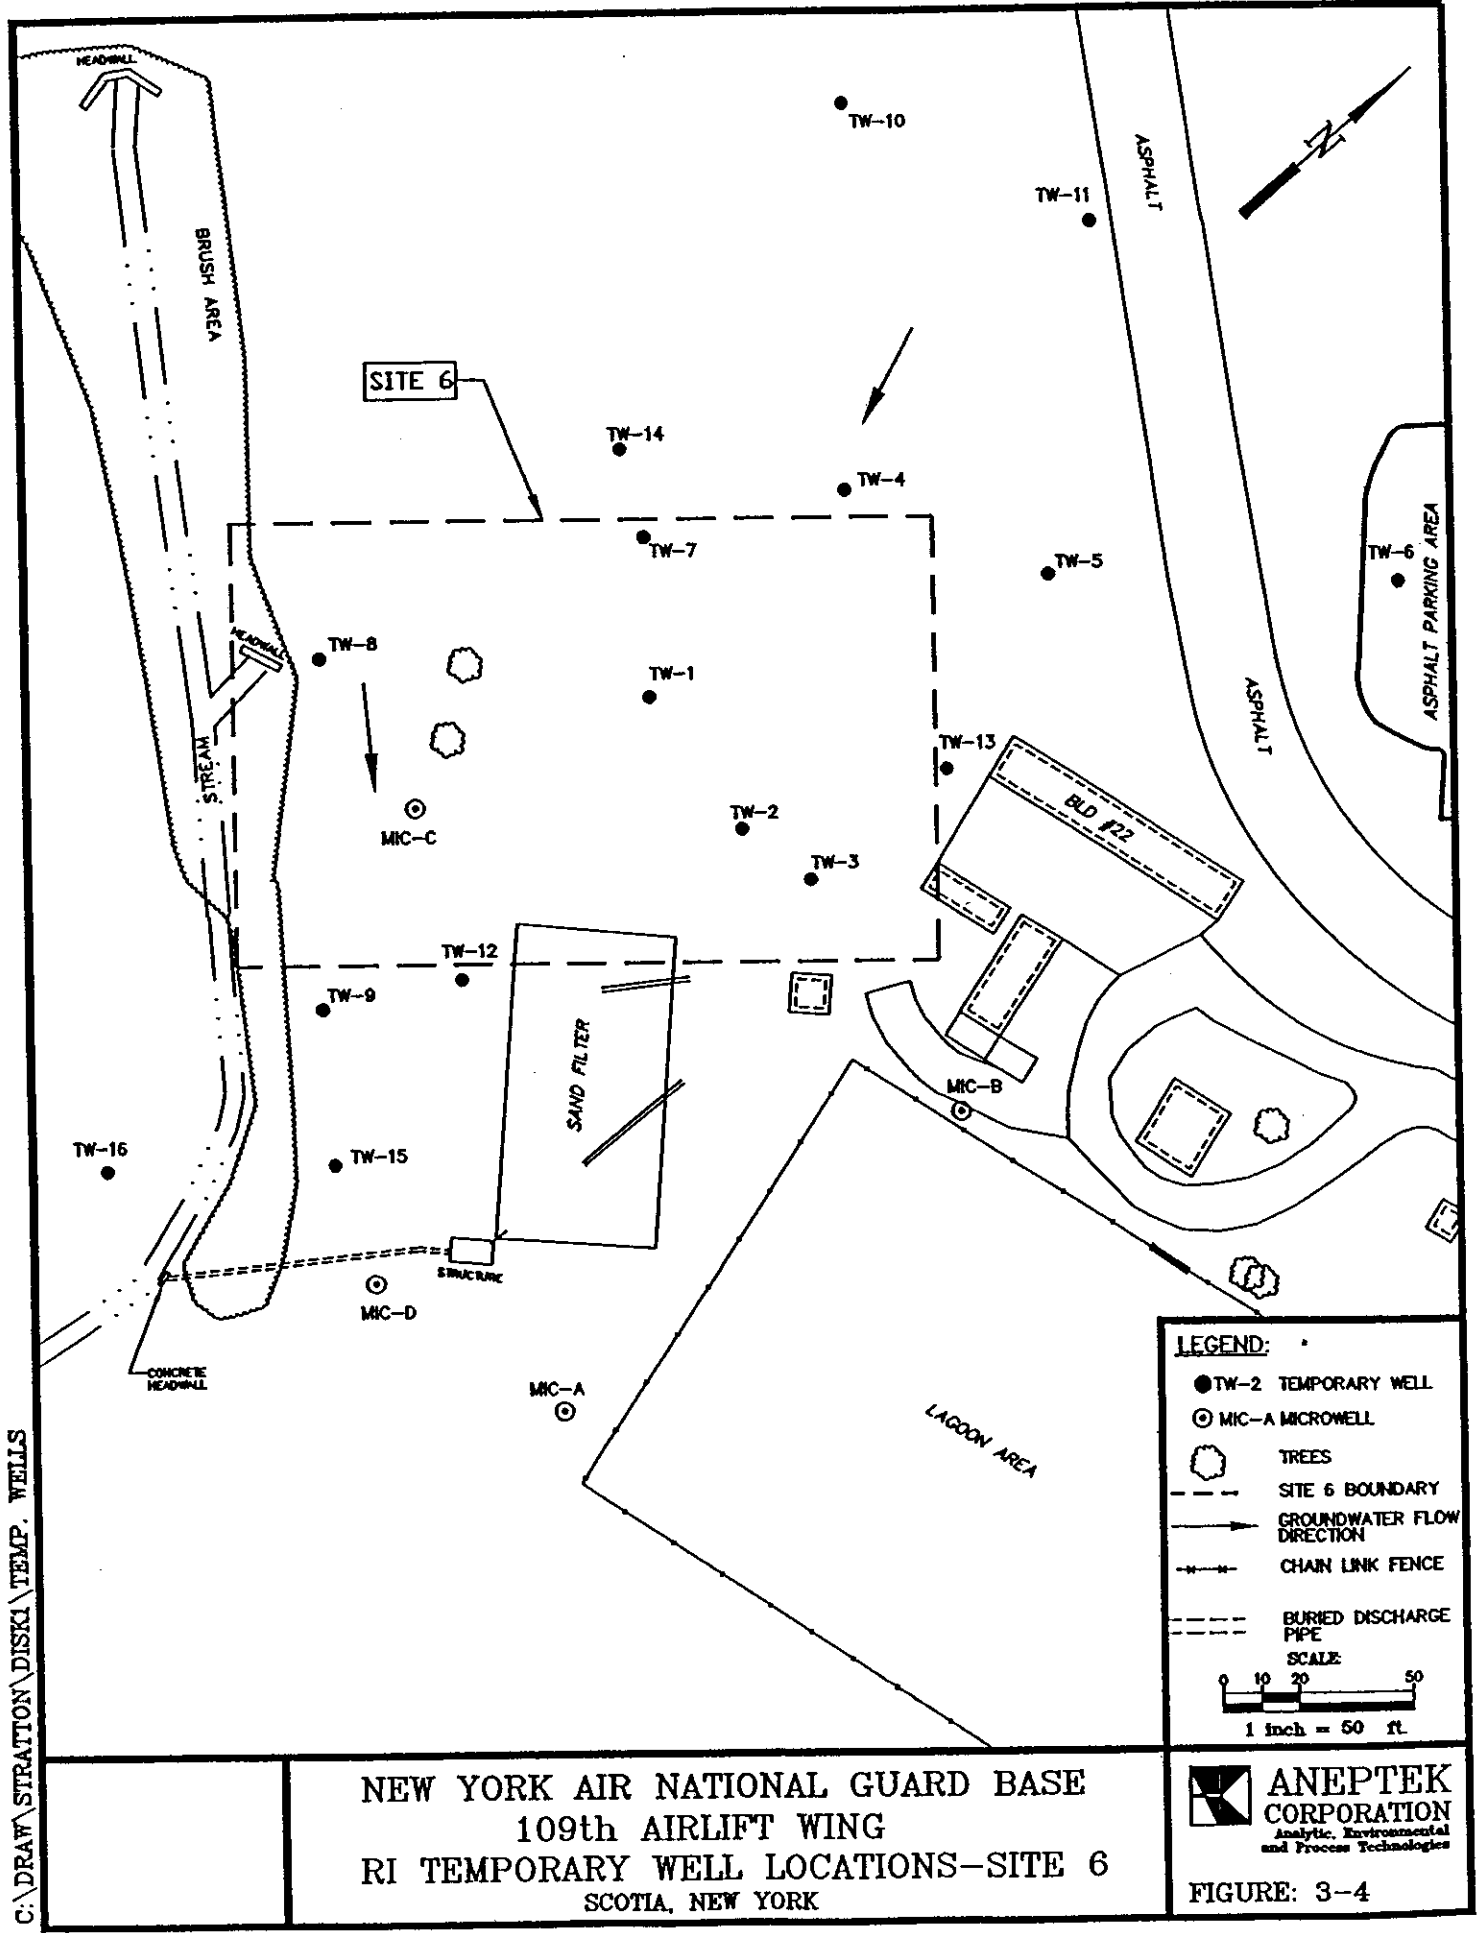 HEADWALL
TW-10
ASPHALT
N
TW-11
BRUSH AREA
SITE 6
TW-14
TW-4
TW-7
TW-5
TW-6
ASPHALT PARKING AREA
HEADWALL
TW-8
TW-1
ASPHALT
STREAM
TW-13
BLD #22
MIC-C
TW-2
TW-3
TW-12
TW-9
SAND FILTER
MIC-B
TW-16
TW-15
STRUCTURE
MIC-D
CONCRETE
HEADWALL
MIC-A
LAGOON AREA
LEGEND:
TW-2 TEMPORARY WELL
MIC-A MICROWELL
TREES
SITE 6 BOUNDARY
GROUNDWATER FLOW
DIRECTION
CHAIN LINK FENCE
BURIED DISCHARGE
PIPE
SCALE:
0 10 20 50
1 inch = 50 ft.
C:\DRAW\STRATTON\DISK1\TEMP. WELLS
NEW YORK AIR NATIONAL GUARD BASE
109th AIRLIFT WING
RI TEMPORARY WELL LOCATIONS-SITE 6
SCOTIA, NEW YORK
ANEPTEK
CORPORATION
Analytic, Environmental
and Process Technologies
FIGURE: 3-4